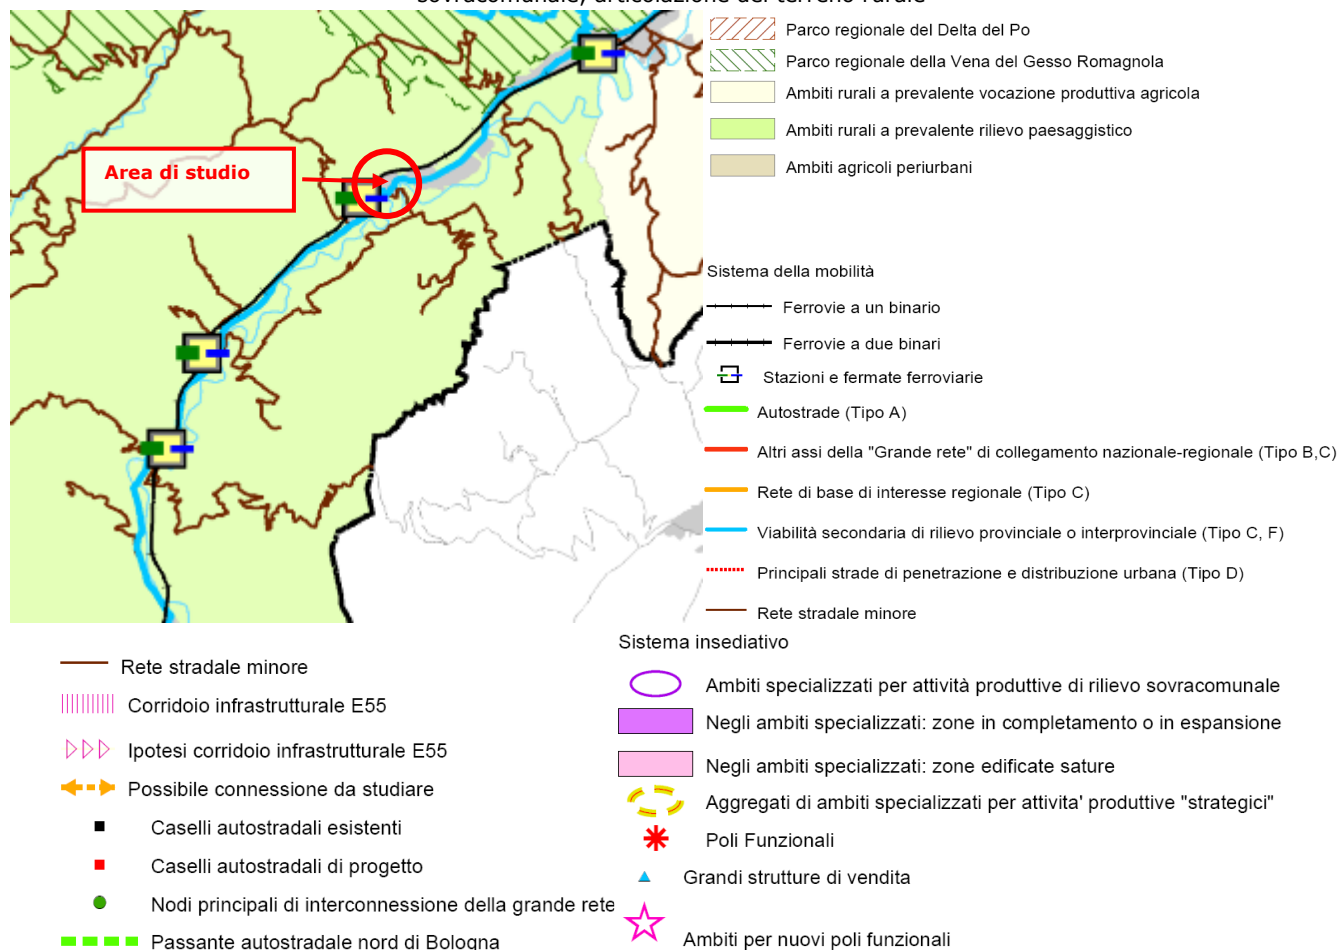 sovracomunale, articolazione del terreno rurale
Area di studio
Parco regionale del Delta del Po
Parco regionale della Vena del Gesso Romagnola
Ambiti rurali a prevalente vocazione produttiva agricola
Ambiti rurali a prevalente rilievo paesaggistico
Ambiti agricoli periurbani
Sistema della mobilità
Ferrovie a un binario
Ferrovie a due binari
Stazioni e fermate ferroviarie
Autostrade (Tipo A)
Altri assi della "Grande rete" di collegamento nazionale-regionale (Tipo B,C)
Rete di base di interesse regionale (Tipo C)
Viabilità secondaria di rilievo provinciale o interprovinciale (Tipo C, F)
Principali strade di penetrazione e distribuzione urbana (Tipo D)
Rete stradale minore
Rete stradale minore
Corridoio infrastrutturale E55
Ipotesi corridoio infrastrutturale E55
Possibile connessione da studiare
Caselli autostradali esistenti
Caselli autostradali di progetto
Nodi principali di interconnessione della grande rete
Passante autostradale nord di Bologna
Sistema insediativo
Ambiti specializzati per attività produttive di rilievo sovracomunale
Negli ambiti specializzati: zone in completamento o in espansione
Negli ambiti specializzati: zone edificate sature
Aggregati di ambiti specializzati per attivita' produttive "strategici"
Poli Funzionali
Grandi strutture di vendita
Ambiti per nuovi poli funzionali